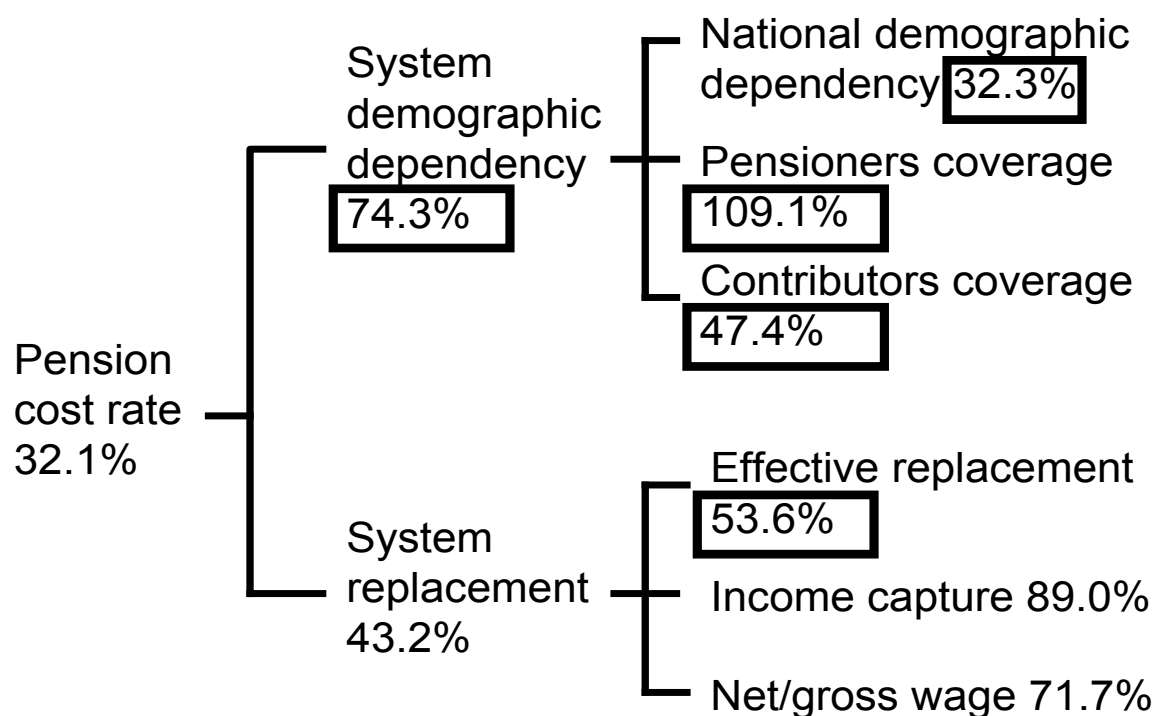 Pension
cost rate
32.1%
System
demographic
dependency
74.3%
National demographic
dependency 32.3%
Pensioners coverage
109.1%
Contributors coverage
47.4%
System
replacement
43.2%
Effective replacement
53.6%
Income capture 89.0%
Net/gross wage 71.7%